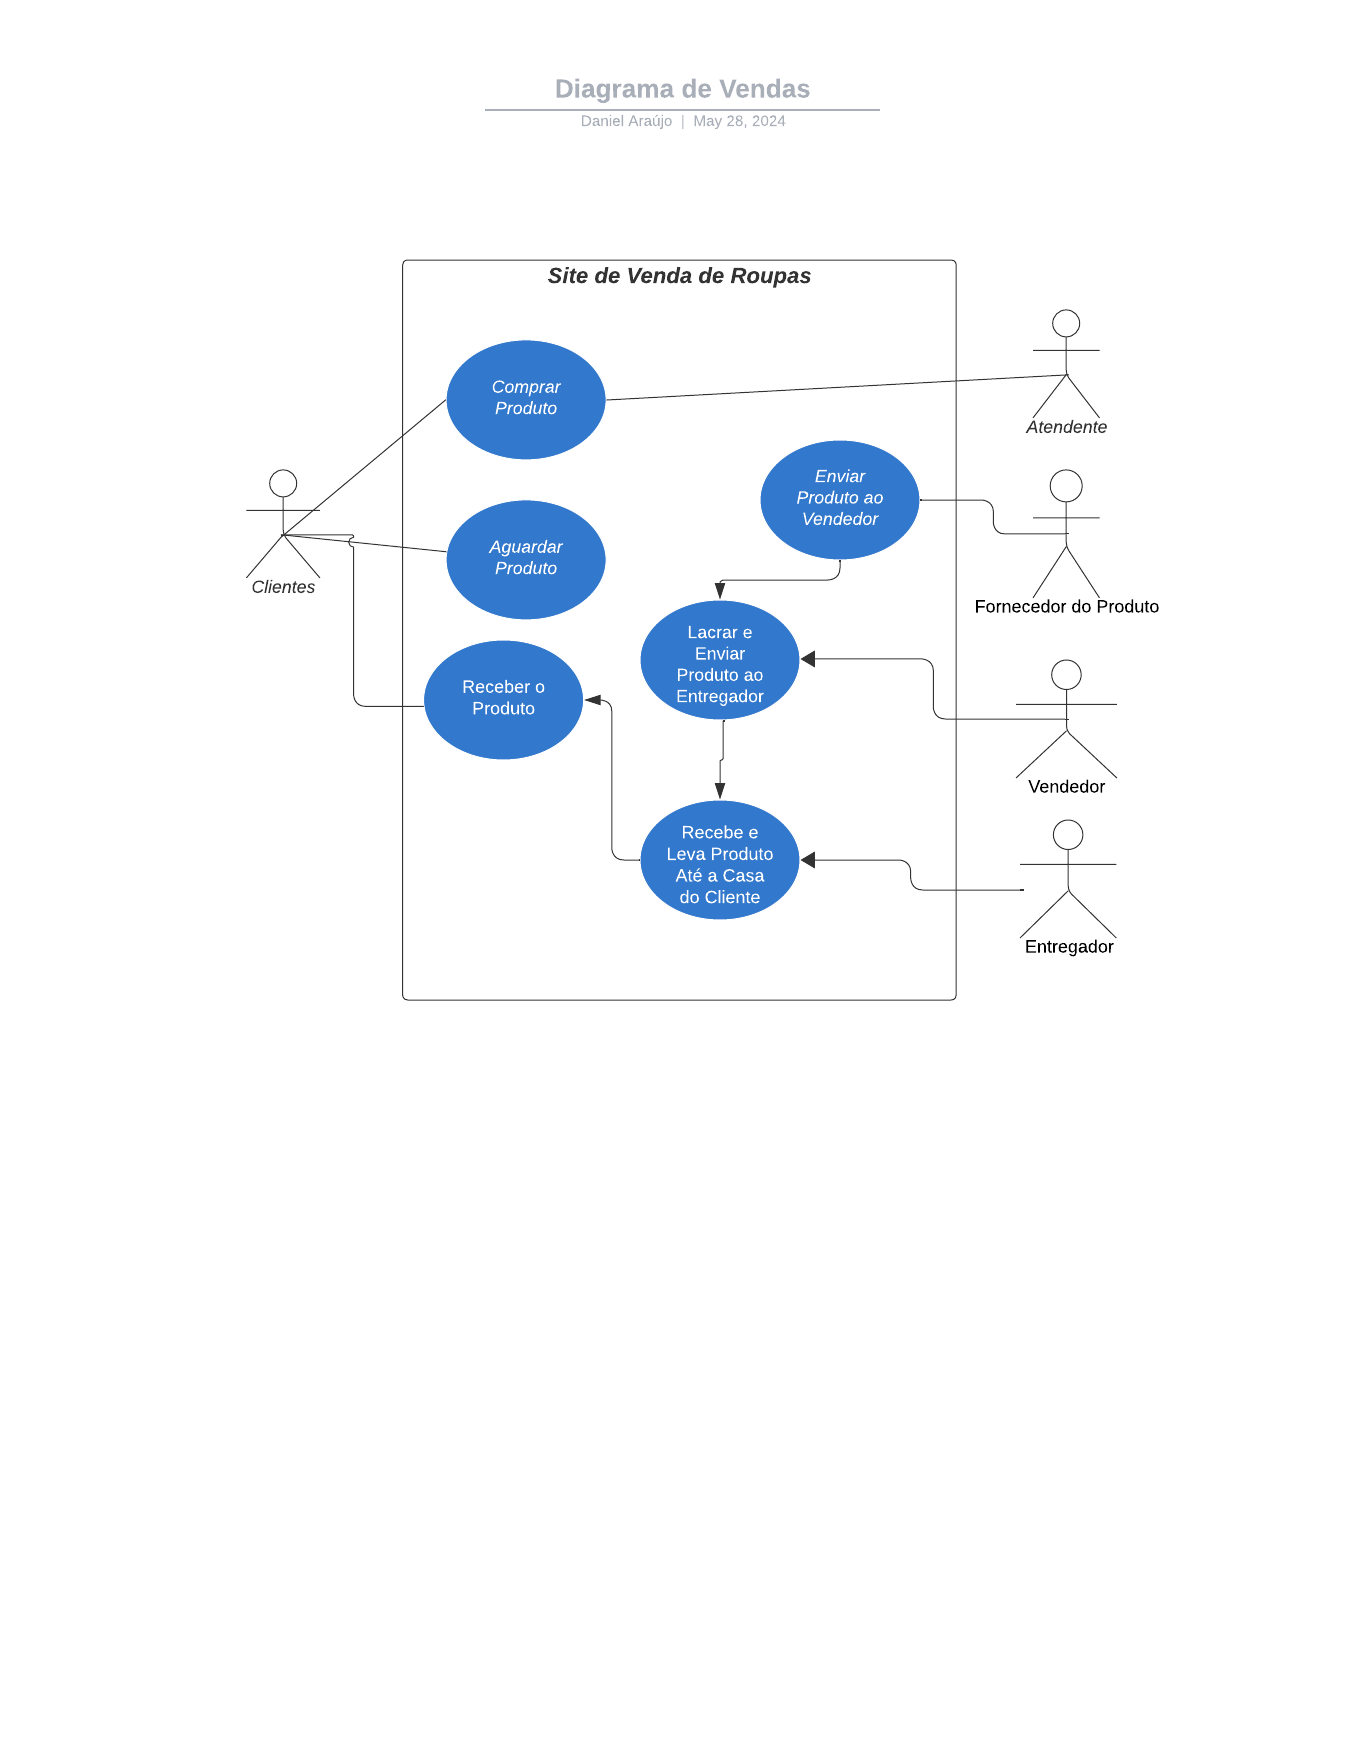 Diagrama de Vendas
Daniel Araújo | May 28, 2024
Site de Venda de Roupas
Comprar
Produto
Atendente
Enviar
Produto ao
Vendedor
Aguardar
Produto
Clientes
Fornecedor do Produto
Lacrar e
Enviar
Produto ao
Entregador
Receber o
Produto
Vendedor
Recebe e
Leva Produto
Até a Casa
do Cliente
Entregador